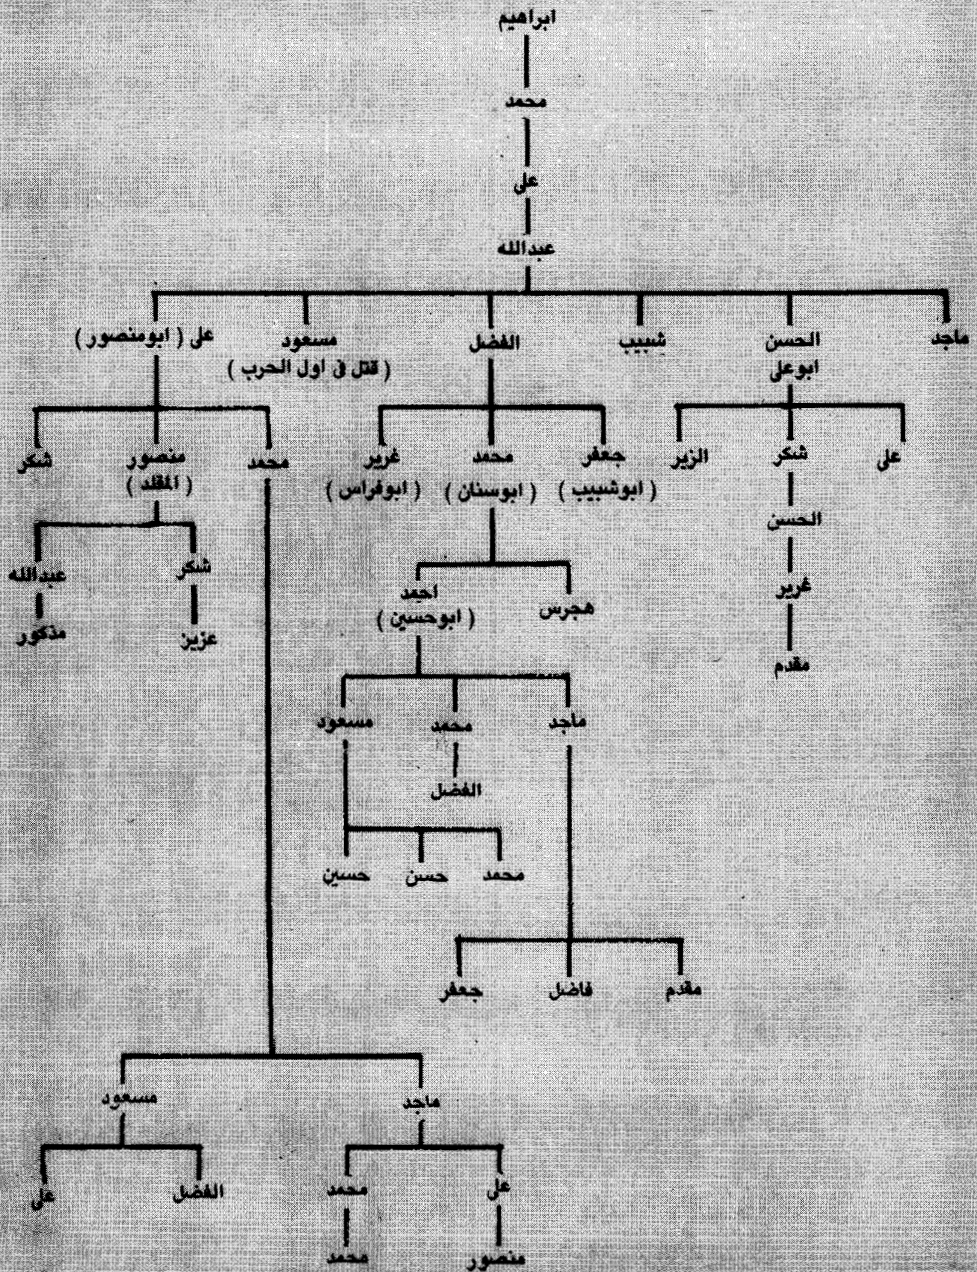 ابراهيم
محمد
على
عبدالله
ماجد
الحسن
ابوعلى
شبيب
الفضل
مسعود
( قتل فى اول الحرب )
على ( ابومنصور )
على
شكر
الزير
جعفر
( ابوشبيب )
محمد
( ابوسنان )
غرير
( ابوفراس )
محمد
منصور
( المقلد )
شكر
الحسن
غرير
مقدم
هجرس
احمد
( ابوحسين )
شكر
عزيز
عبدالله
مذكور
ماجد
محمد
مسعود
الفضل
محمد
حسن
حسين
مقدم
فاضل
جعفر
ماجد
مسعود
على
محمد
الفضل
على
منصور
محمد